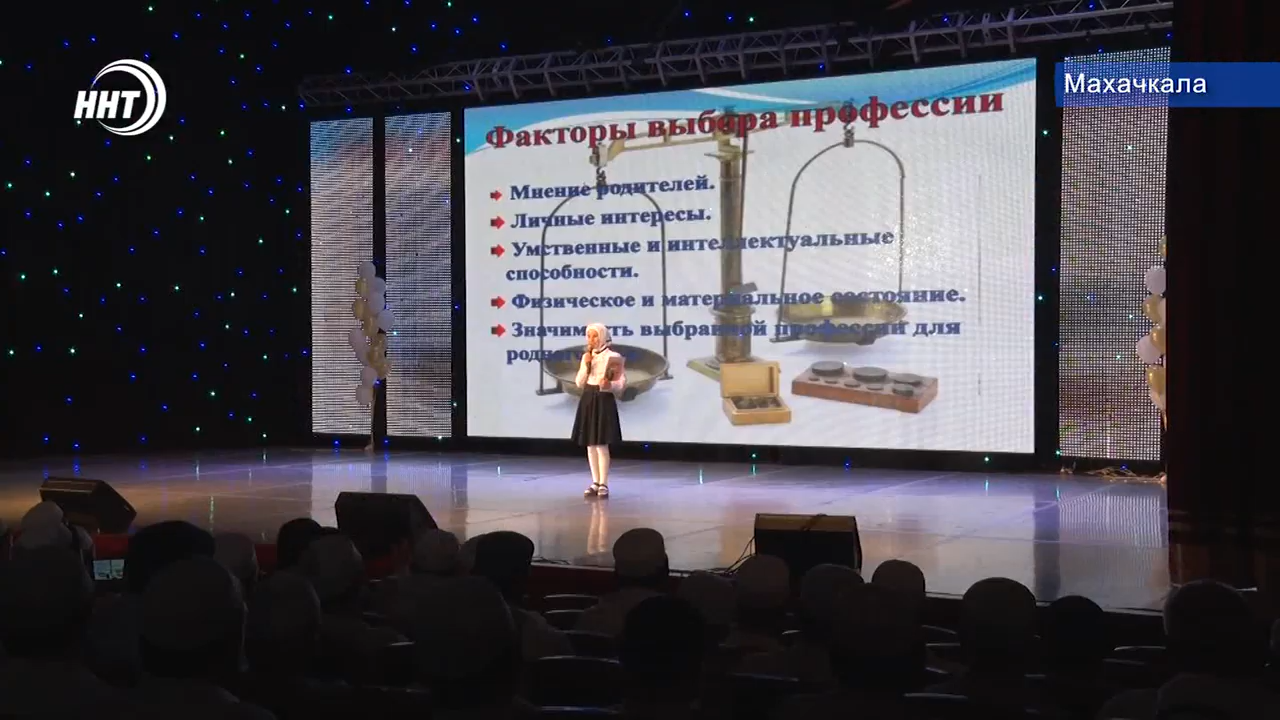 ННТ
Махачкала
Факторы выбора профессии
Мнение родителей.
Личные интересы.
Умственные и интеллектуальные
способности.
Физическое и материальное состояние.
Значимость выбранной профессии для